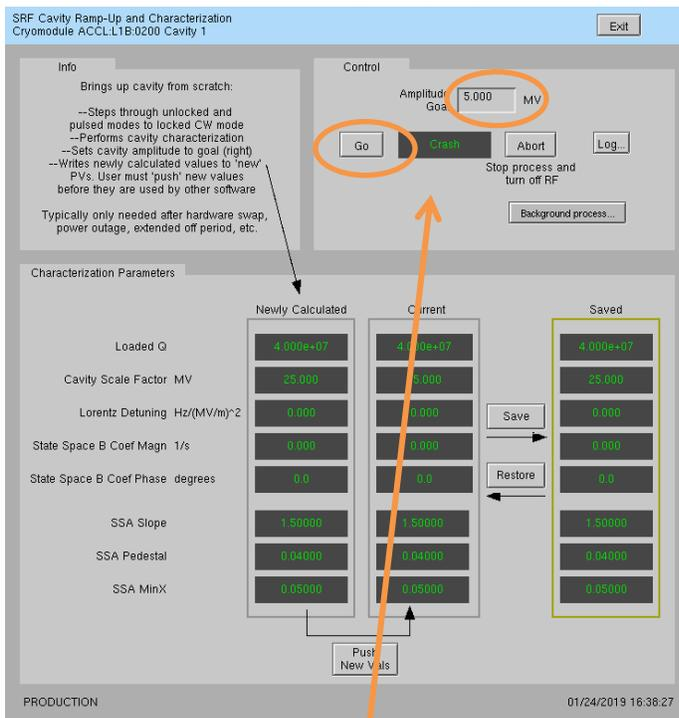 SRF Cavity Ramp-Up and Characterization
Cryomodule ACCL:L1B:0200 Cavity 1
Exit
Info
Brings up cavity from scratch:
--Steps through unlocked and
pulsed modes to locked CW mode
--Performs cavity characterization
--Sets cavity amplitude to goal (right)
--Writes newly calculated values to 'new'
PVs. User must 'push' new values
before they are used by other software
Typically only needed after hardware swap,
power outage, extended off period, etc.
Control
Amplitude
Goal
5.000
MV
Go
Crash
Abort
Log...
Stop process and
turn off RF
Background process...
Characterization Parameters
Newly Calculated
Current
Saved
Loaded Q
4.000e+07
4.000e+07
4.000e+07
Cavity Scale Factor MV
25.000
25.000
25.000
Lorentz Detuning Hz/(MV/m)^2
0.000
0.000
0.000
Save
State Space B Coef Magn 1/s
0.000
0.000
0.000
State Space B Coef Phase degrees
0.0
0.0
Restore
0.0
SSA Slope
1.50000
1.50000
1.50000
SSA Pedestal
0.04000
0.04000
0.04000
SSA MinX
0.05000
0.05000
0.05000
Push
New Vals
PRODUCTION
01/24/2019 16:38:27